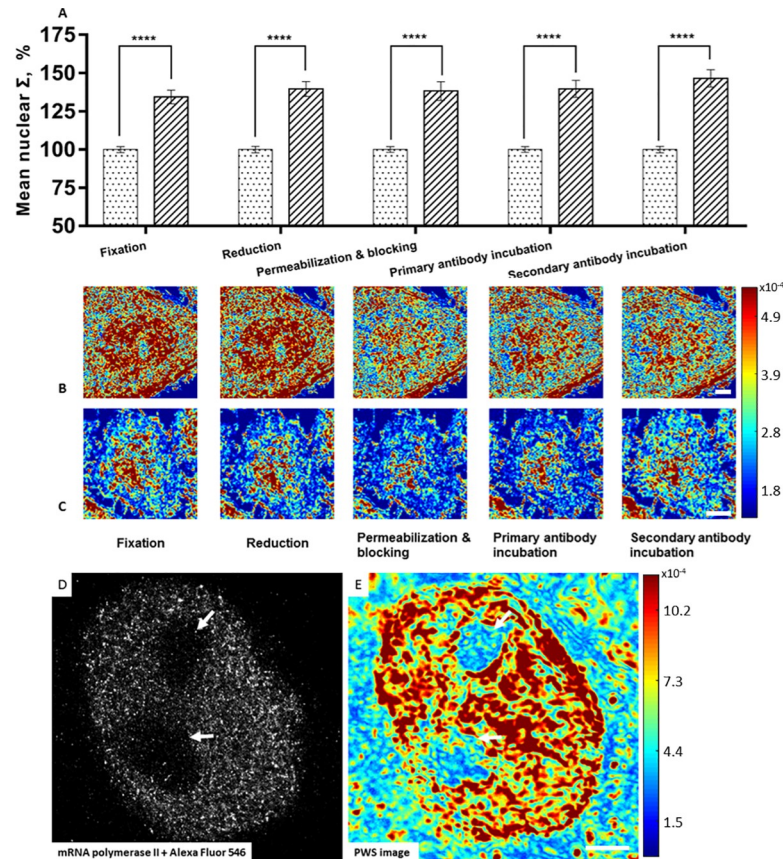 A
Mean nuclear Σ, %
175
150
125
100
75
50
**** **** **** **** ****
Fixation
Reduction
Permeabilization & blocking
Primary antibody incubation
Secondary antibody incubation
B
C
x10-4
4.9
3.9
2.8
1.8
Fixation
Reduction
Permeabilization &
blocking
Primary antibody
incubation
Secondary antibody
incubation
D
mRNA polymerase II + Alexa Fluor 546
E
PWS image
x10-4
10.2
7.3
4.4
1.5